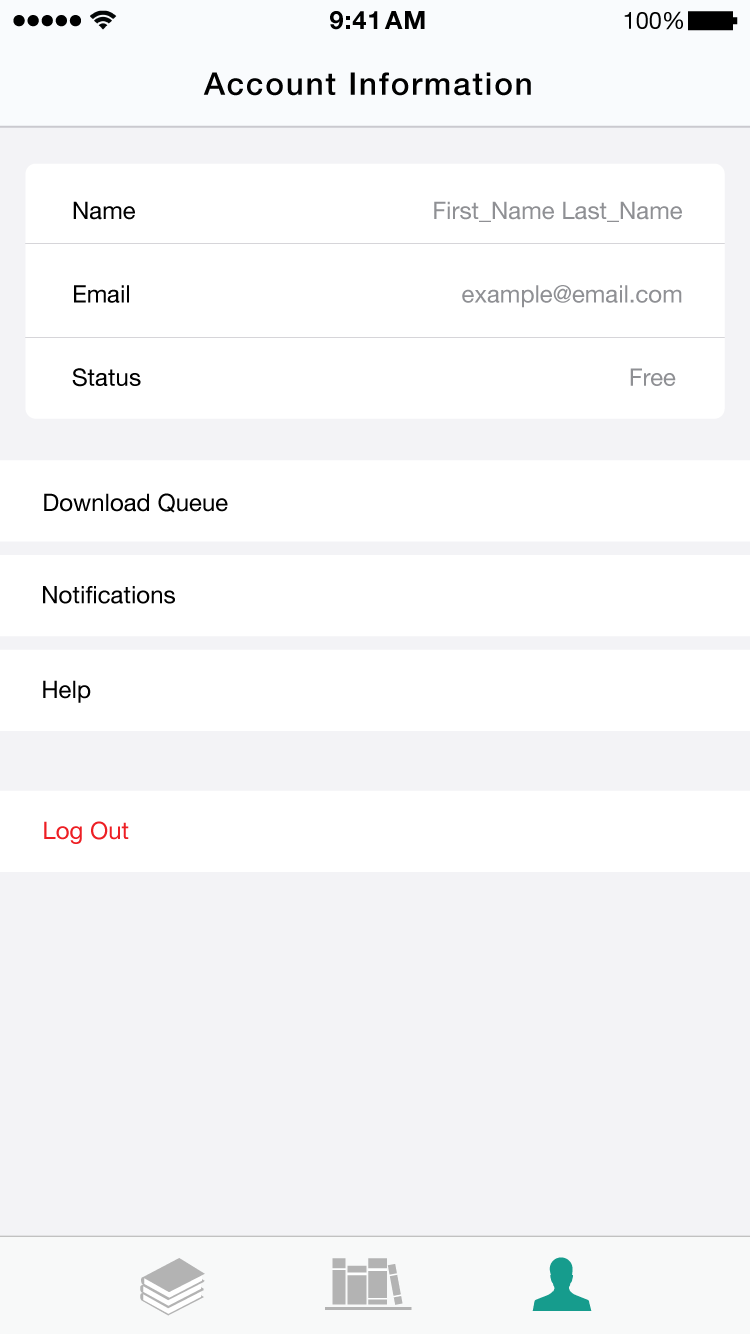 9:41 AM 100%
Account Information
Name First_Name Last_Name
Email example@email.com
Status Free
Download Queue
Notifications
Help
Log Out